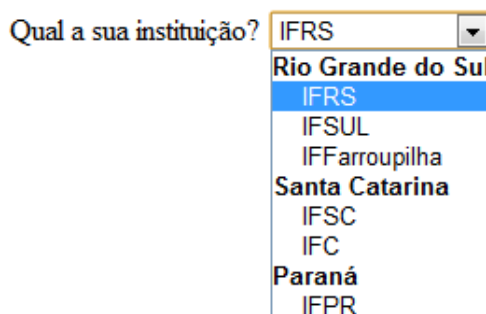 Qual a sua instituição? IFRS
Rio Grande do Sul
IFRS
IFSUL
IFFarroupilha
Santa Catarina
IFSC
IFC
Paraná
IFPR